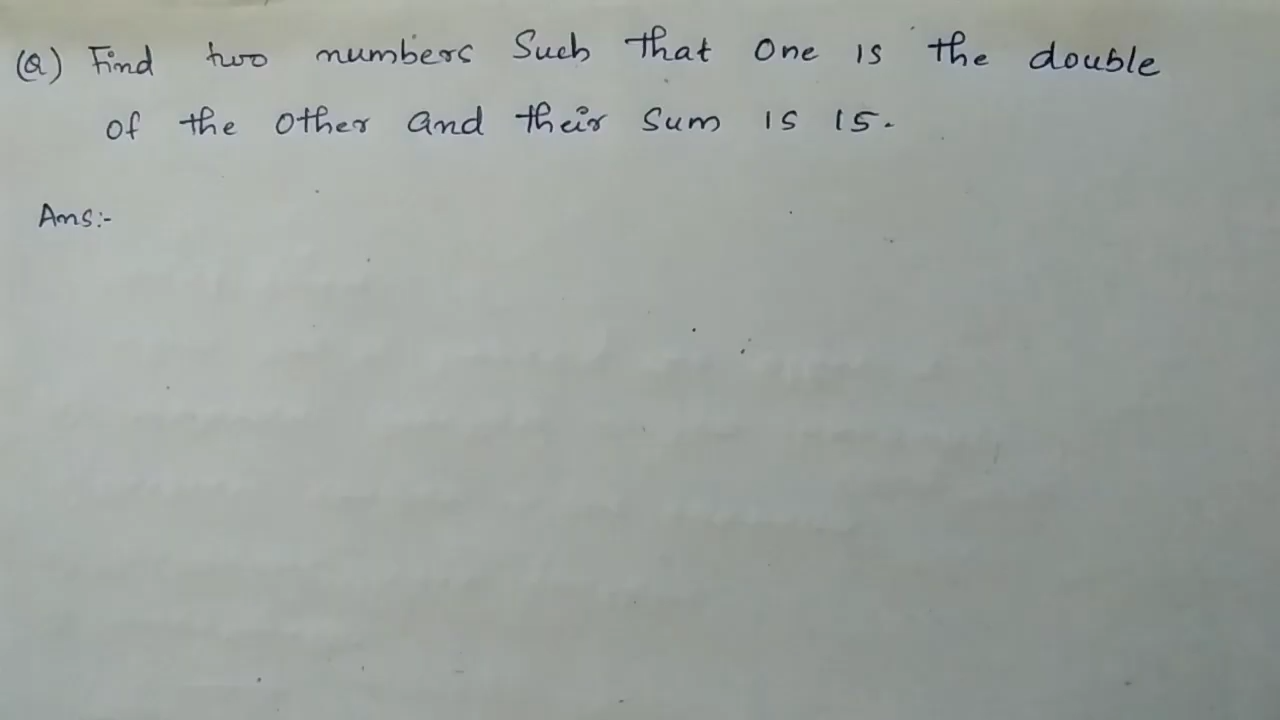 (Q) Find two numbers Such that one is the double
of the other and their sum is 15.
Ans:-